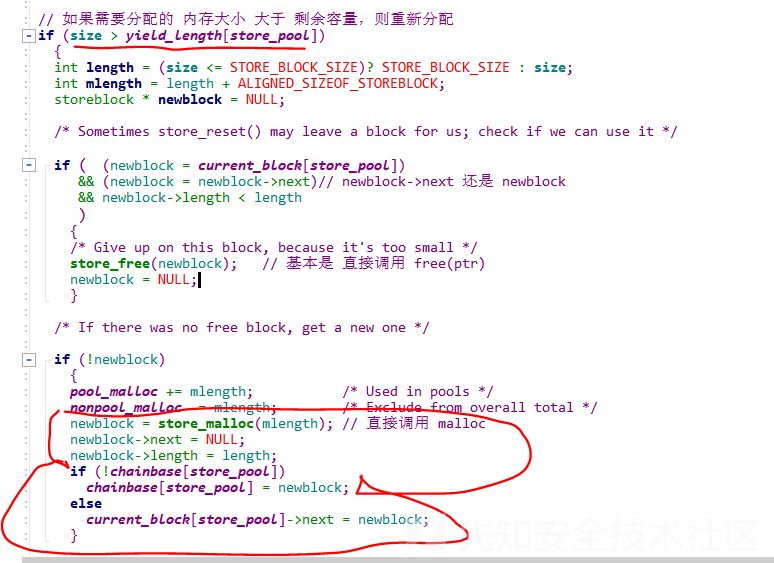 // 如果需要分配的 内存大小 大于 剩余容量，则重新分配
if (size > yield_length[store_pool])
{
int length = (size <= STORE_BLOCK_SIZE)? STORE_BLOCK_SIZE : size;
int mlength = length + ALIGNED_SIZEOF_STOREBLOCK;
storeblock * newblock = NULL;
/* Sometimes store_reset() may leave a block for us; check if we can use it */
if (  (newblock = current_block[store_pool])
&& (newblock = newblock->next)// newblock->next 还是 newblock
&& newblock->length < length
)
{
/* Give up on this block, because it's too small */
store_free(newblock);   // 基本是 直接调用 free(ptr)
newblock = NULL;
}
/* If there was no free block, get a new one */
if (!newblock)
{
pool_malloc += mlength;           /* Used in pools */
nonpool_malloc -= mlength;        /* Exclude from overall total */
newblock = store_malloc(mlength); // 直接调用 malloc
newblock->next = NULL;
newblock->length = length;
if (!chainbase[store_pool])
chainbase[store_pool] = newblock;
else
current_block[store_pool]->next = newblock;
}
先知安全技术社区